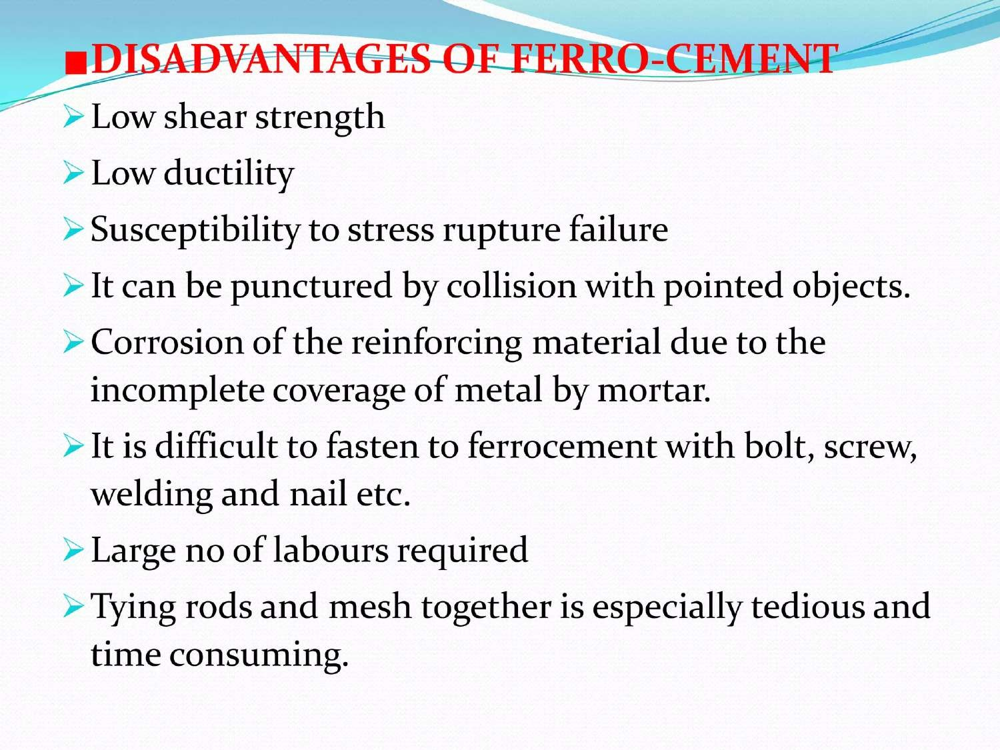 ■DISADVANTAGES OF FERRO-CEMENT
➢Low shear strength
➢Low ductility
➢Susceptibility to stress rupture failure
➢It can be punctured by collision with pointed objects.
➢Corrosion of the reinforcing material due to the
incomplete coverage of metal by mortar.
➢It is difficult to fasten to ferrocement with bolt, screw,
welding and nail etc.
➢Large no of labours required
➢Tying rods and mesh together is especially tedious and
time consuming.